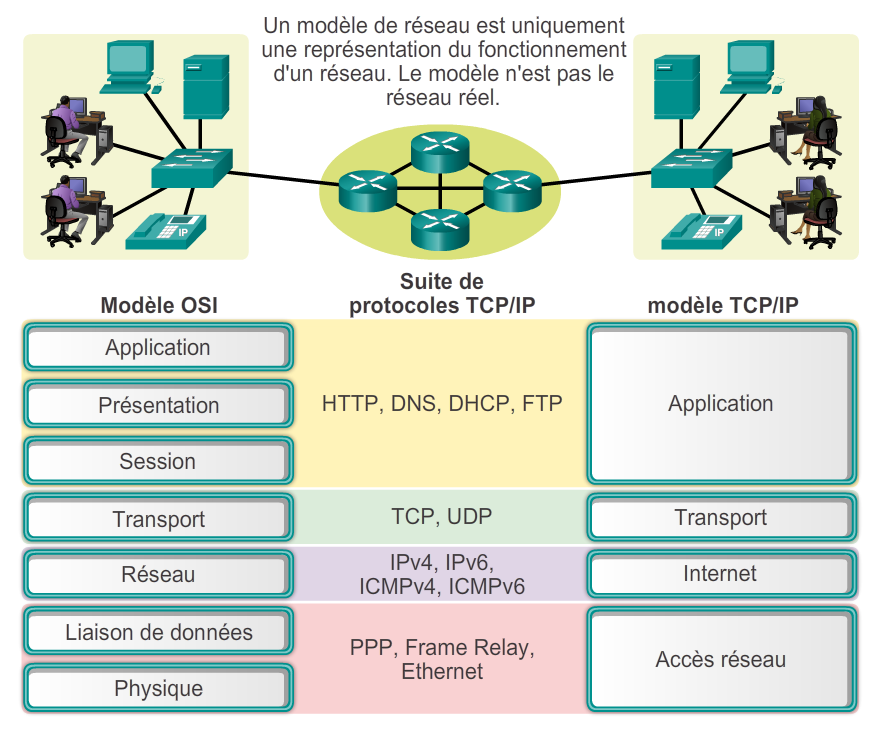 Un modèle de réseau est uniquement
une représentation du fonctionnement
d'un réseau. Le modèle n'est pas le
réseau réel.
IP
IP
Modèle OSI
Suite de
protocoles TCP/IP
modèle TCP/IP
Application
Présentation
Session
HTTP, DNS, DHCP, FTP
Application
Transport
TCP, UDP
Transport
Réseau
IPv4, IPv6,
ICMPv4, ICMPv6
Internet
Liaison de données
Physique
PPP, Frame Relay,
Ethernet
Accès réseau